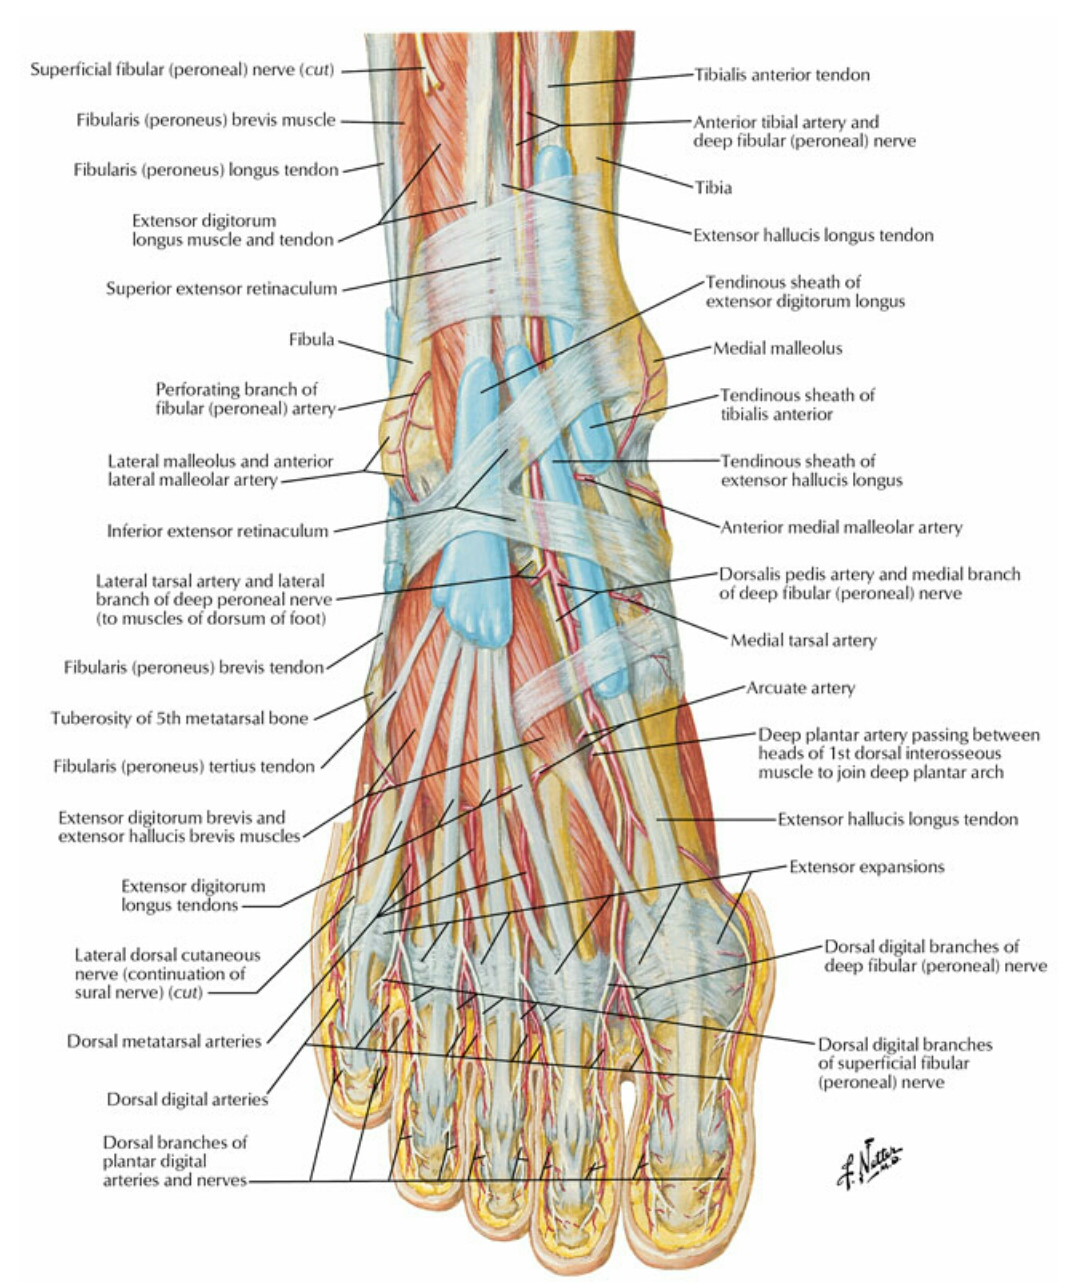 Superficial fibular (peroneal) nerve (cut)
Fibularis (peroneus) brevis muscle
Fibularis (peroneus) longus tendon
Extensor digitorum
longus muscle and tendon
Superior extensor retinaculum
Fibula
Perforating branch of
fibular (peroneal) artery
Lateral malleolus and anterior
lateral malleolar artery
Inferior extensor retinaculum
Lateral tarsal artery and lateral
branch of deep peroneal nerve
(to muscles of dorsum of foot)
Fibularis (peroneus) brevis tendon
Tuberosity of 5th metatarsal bone
Fibularis (peroneus) tertius tendon
Extensor digitorum brevis and
extensor hallucis brevis muscles
Extensor digitorum
longus tendons
Lateral dorsal cutaneous
nerve (continuation of
sural nerve) (cut)
Dorsal metatarsal arteries
Dorsal digital arteries
Dorsal branches of
plantar digital
arteries and nerves
Tibialis anterior tendon
Anterior tibial artery and
deep fibular (peroneal) nerve
Tibia
Extensor hallucis longus tendon
Tendinous sheath of
extensor digitorum longus
Medial malleolus
Tendinous sheath of
tibialis anterior
Tendinous sheath of
extensor hallucis longus
Anterior medial malleolar artery
Dorsalis pedis artery and medial branch
of deep fibular (peroneal) nerve
Medial tarsal artery
Arcuate artery
Deep plantar artery passing between
heads of 1st dorsal interosseous
muscle to join deep plantar arch
Extensor hallucis longus tendon
Extensor expansions
Dorsal digital branches of
deep fibular (peroneal) nerve
Dorsal digital branches
of superficial fibular
(peroneal) nerve
F. Netter
M.D.